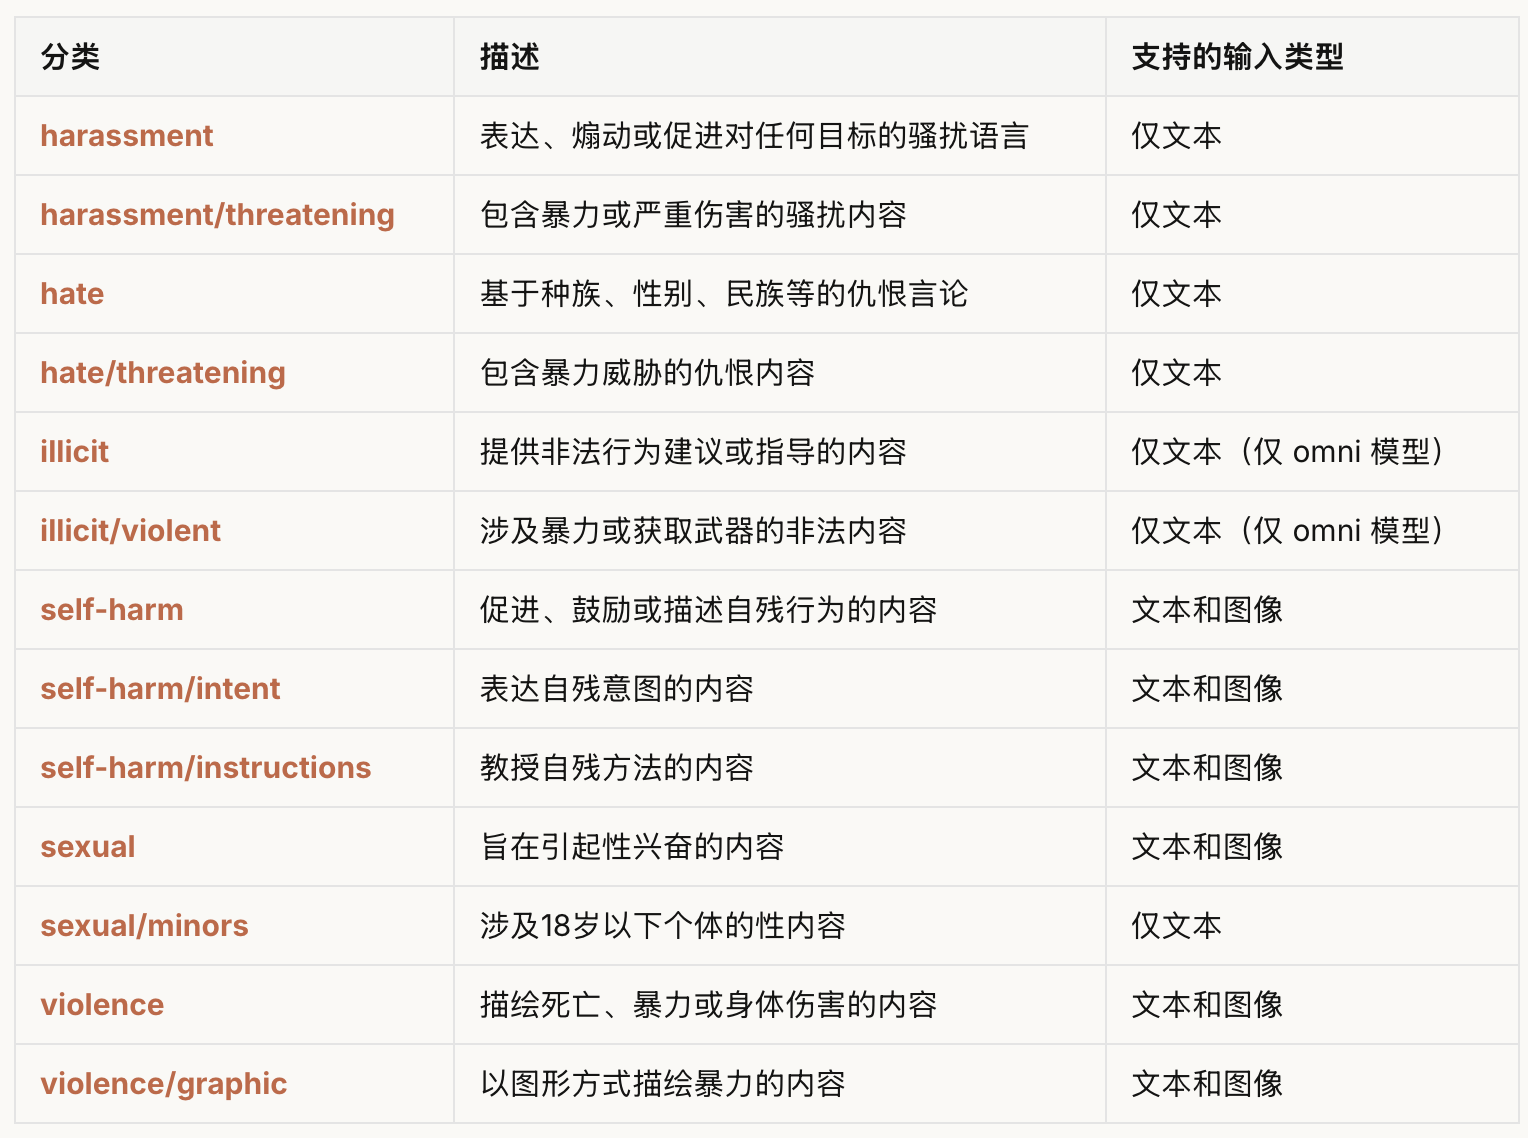 分类 描述 支持的输入类型
harassment 表达、煽动或促进对任何目标的骚扰语言 仅文本
harassment/threatening 包含暴力或严重伤害的骚扰内容 仅文本
hate 基于种族、性别、民族等的仇恨言论 仅文本
hate/threatening 包含暴力威胁的仇恨内容 仅文本
illicit 提供非法行为建议或指导的内容 仅文本（仅 omni 模型）
illicit/violent 涉及暴力或获取武器的非法内容 仅文本（仅 omni 模型）
self-harm 促进、鼓励或描述自残行为的内容 文本和图像
self-harm/intent 表达自残意图的内容 文本和图像
self-harm/instructions 教授自残方法的内容 文本和图像
sexual 旨在引起性兴奋的内容 文本和图像
sexual/minors 涉及18岁以下个体的性内容 仅文本
violence 描绘死亡、暴力或身体伤害的内容 文本和图像
violence/graphic 以图形方式描绘暴力的内容 文本和图像